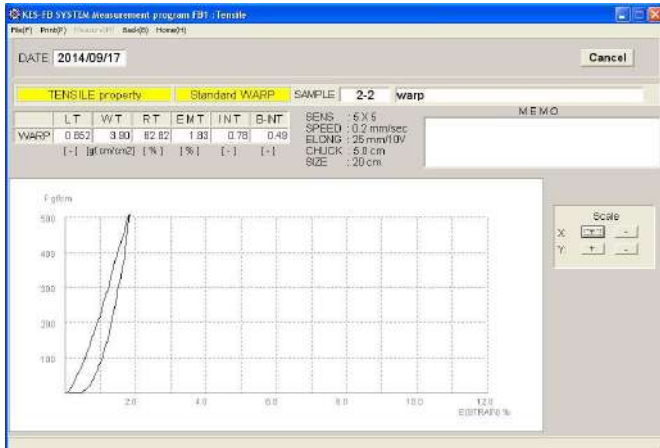 KES-FB SYSTEM Measurement program FB1 : Tensile
File(F) Print(P) Measure(M) Back(B) Home(H)
DATE 2014/09/17 Cancel
TENSILE property Standard WARP SAMPLE 2-2 warp
LT WT RT EMT INT B-INT
WARP 0.852 3.90 62.82 1.83 0.78 0.49
[-] [gf.cm/cm2] [%] [%] [-] [-]
SENS : 5 X 5
SPEED : 0.2 mm/sec
ELONG : 25 mm/10V
CHUCK : 5.0 cm
SIZE : 20 cm
MEMO
F gf/cm
500
400
300
200
100
2.0 4.0 6.0 8.0 10.0 12.0
E(STRAIN) %
Scale
X: + -
Y: + -